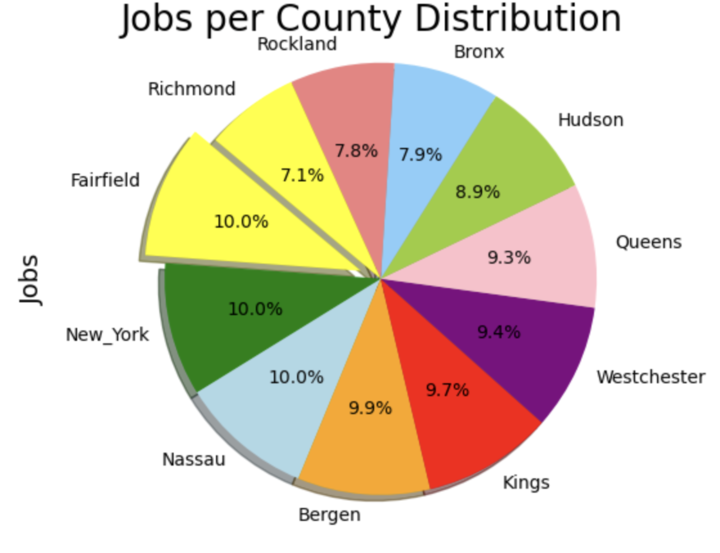 Jobs per County Distribution
Rockland
Bronx
Richmond
Hudson
Fairfield
Queens
New_York
Westchester
Nassau
Kings
Bergen
Jobs
7.8%
7.9%
7.1%
8.9%
10.0%
9.3%
10.0%
9.4%
10.0%
9.7%
9.9%